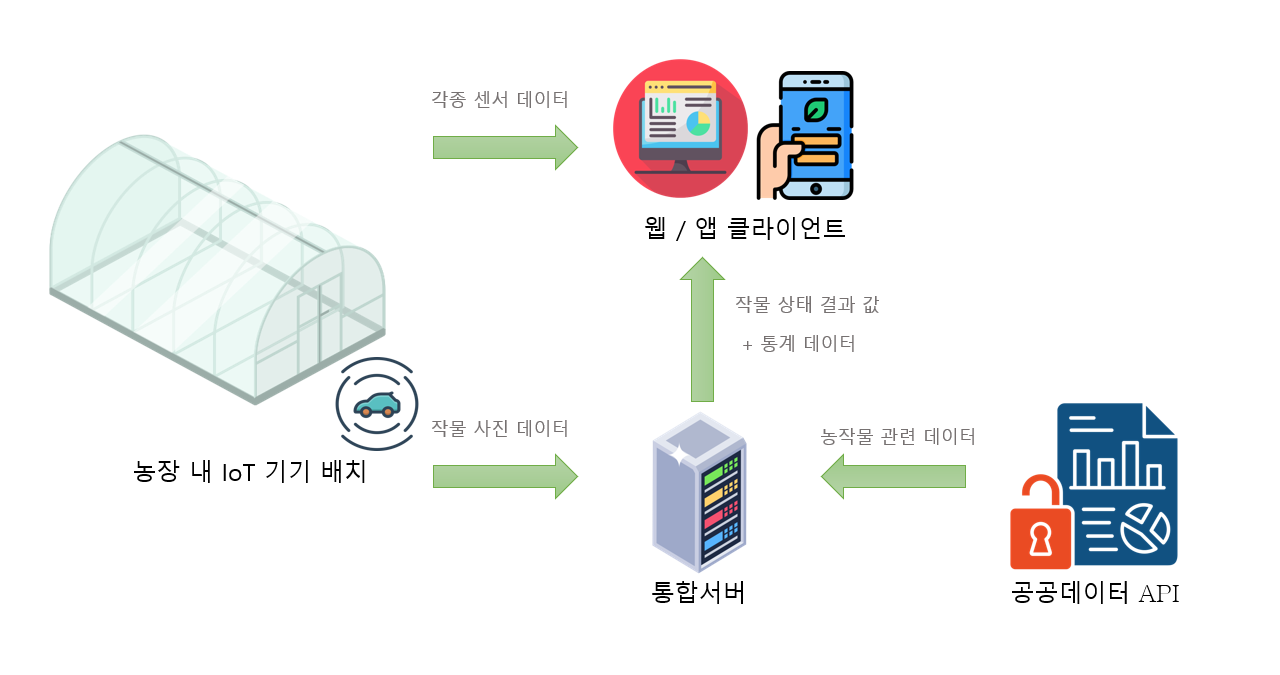 각종 센서 데이터
웹 / 앱 클라이언트
작물 상태 결과 값
+ 통계 데이터
작물 사진 데이터
농작물 관련 데이터
농장 내 IoT 기기 배치
통합서버
공공데이터 API